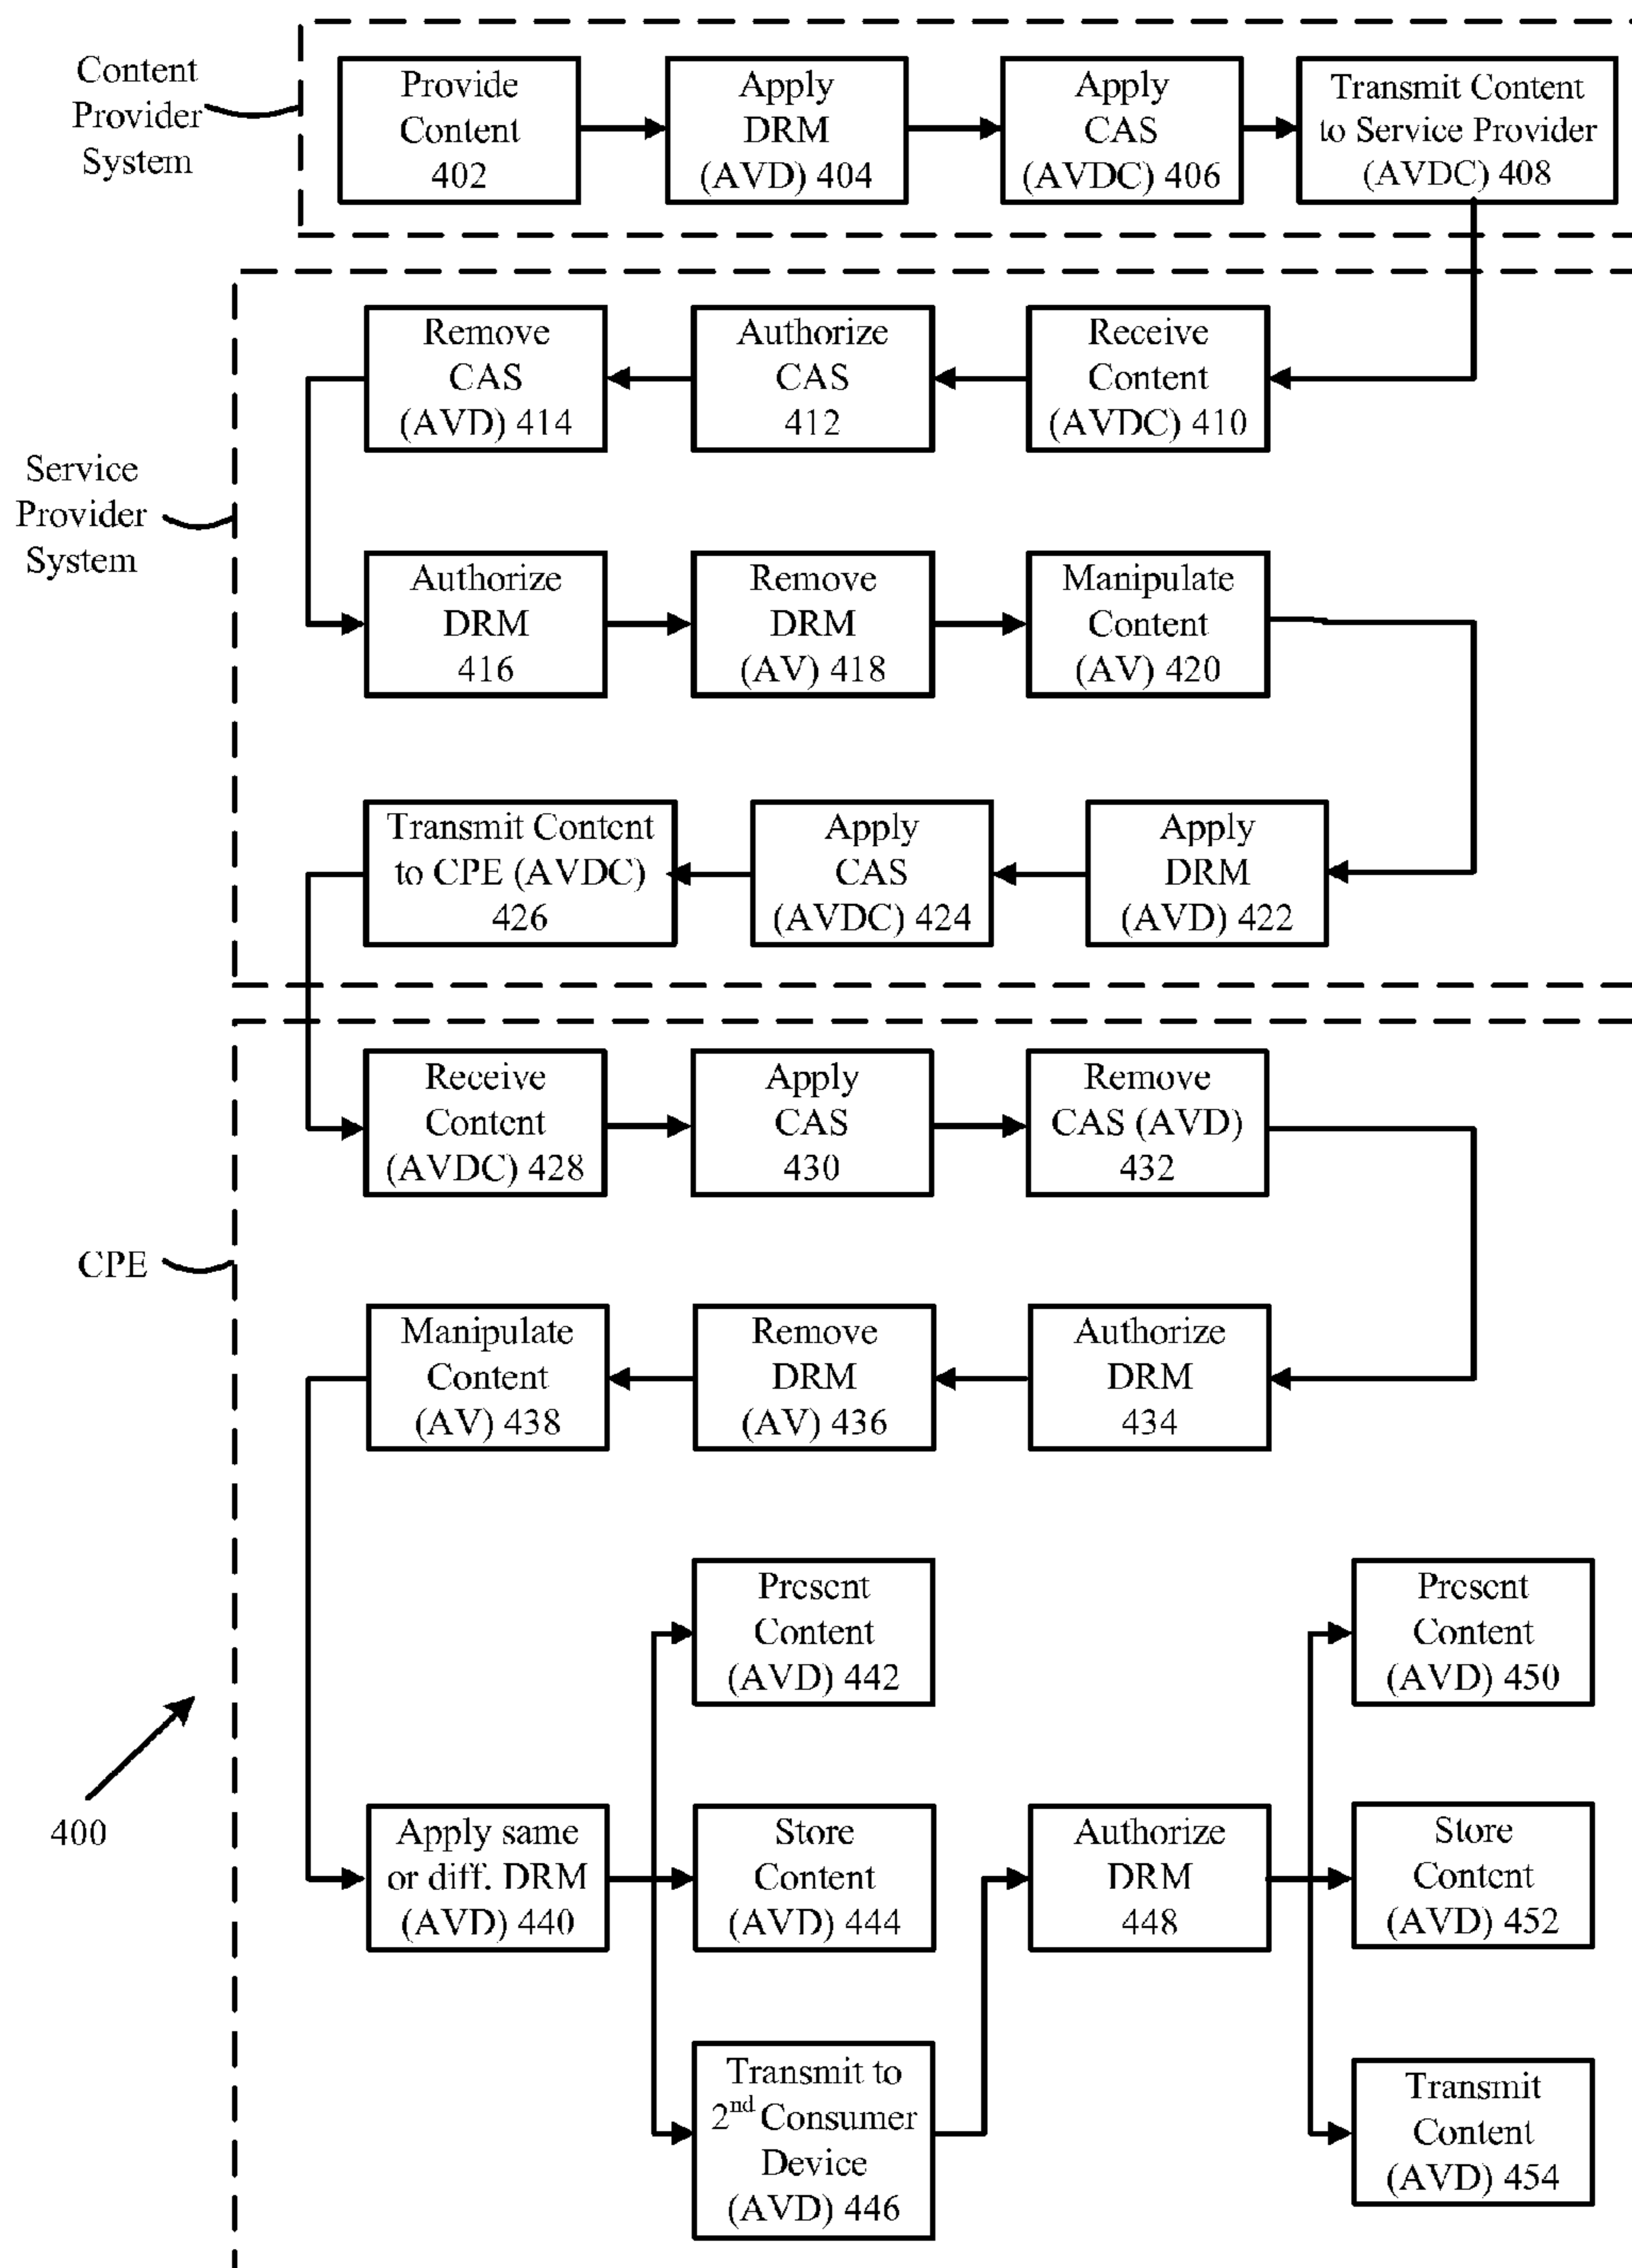 Content
Provider
System
Provide
Content
402
Apply
DRM
(AVD) 404
Apply
CAS
(AVDC) 406
Transmit Content
to Service Provider
(AVDC) 408
Service
Provider
System
Remove
CAS
(AVD) 414
Authorize
CAS
412
Receive
Content
(AVDC) 410
Authorize
DRM
416
Remove
DRM
(AV) 418
Manipulate
Content
(AV) 420
Transmit Content
to CPE (AVDC)
426
Apply
CAS
(AVDC) 424
Apply
DRM
(AVD) 422
CPE
Receive
Content
(AVDC) 428
Apply
CAS
430
Remove
CAS (AVD)
432
Manipulate
Content
(AV) 438
Remove
DRM
(AV) 436
Authorize
DRM
434
400
Apply same
or diff. DRM
(AVD) 440
Present
Content
(AVD) 442
Store
Content
(AVD) 444
Transmit to
2nd Consumer
Device
(AVD) 446
Authorize
DRM
448
Present
Content
(AVD) 450
Store
Content
(AVD) 452
Transmit
Content
(AVD) 454